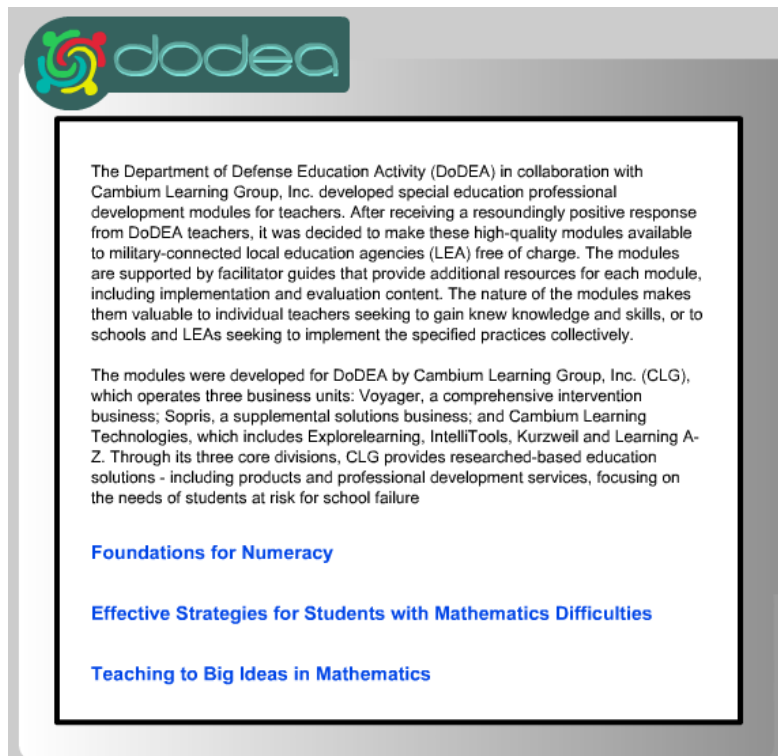 dodea
The Department of Defense Education Activity (DoDEA) in collaboration with
Cambium Learning Group, Inc. developed special education professional
development modules for teachers. After receiving a resoundingly positive response
from DoDEA teachers, it was decided to make these high-quality modules available
to military-connected local education agencies (LEA) free of charge. The modules
are supported by facilitator guides that provide additional resources for each module,
including implementation and evaluation content. The nature of the modules makes
them valuable to individual teachers seeking to gain knew knowledge and skills, or to
schools and LEAs seeking to implement the specified practices collectively.
The modules were developed for DoDEA by Cambium Learning Group, Inc. (CLG),
which operates three business units: Voyager, a comprehensive intervention
business; Sopris, a supplemental solutions business; and Cambium Learning
Technologies, which includes Explorelearning, IntelliTools, Kurzweil and Learning A-
Z. Through its three core divisions, CLG provides researched-based education
solutions - including products and professional development services, focusing on
the needs of students at risk for school failure
Foundations for Numeracy
Effective Strategies for Students with Mathematics Difficulties
Teaching to Big Ideas in Mathematics